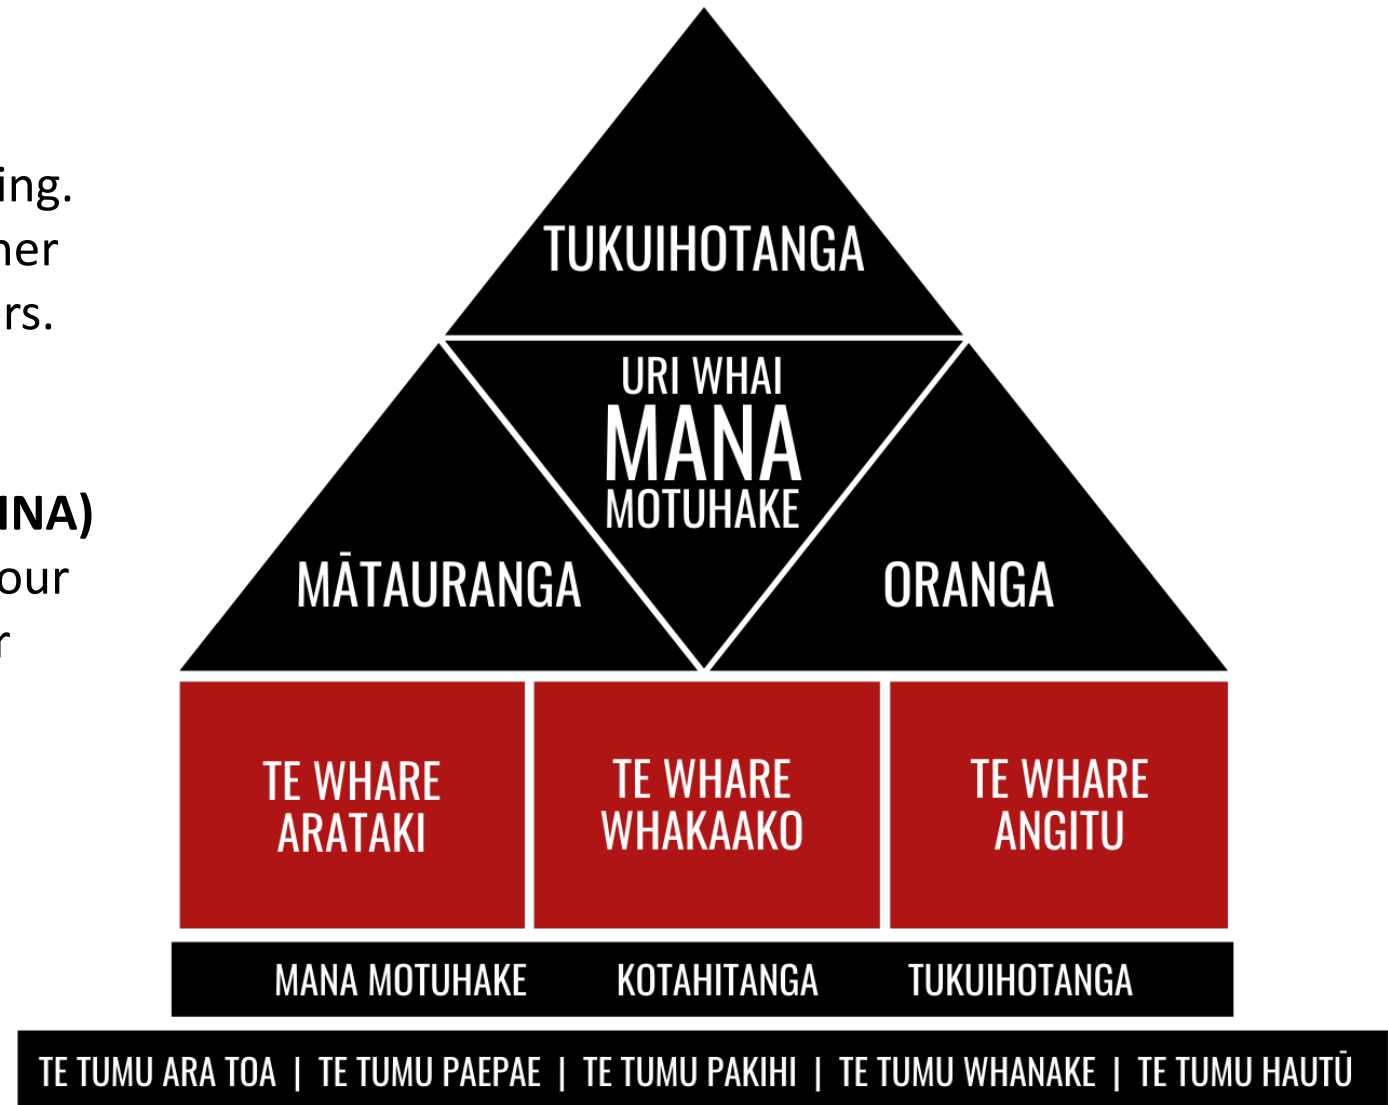 ing.
ner
rs.
INA)
our
r
TUKUIHOTANGA
URI WHAI
MANA
MOTUHAKE
MĀTAURANGA
ORANGA
TE WHARE
ARATAKI
TE WHARE
WHAKAAKO
TE WHARE
ANGITU
MANA MOTUHAKE KOTAHITANGA TUKUIHOTANGA
TE TUMU ARA TOA | TE TUMU PAEPAE | TE TUMU PAKIHI | TE TUMU WHANAKE | TE TUMU HAUTŪ